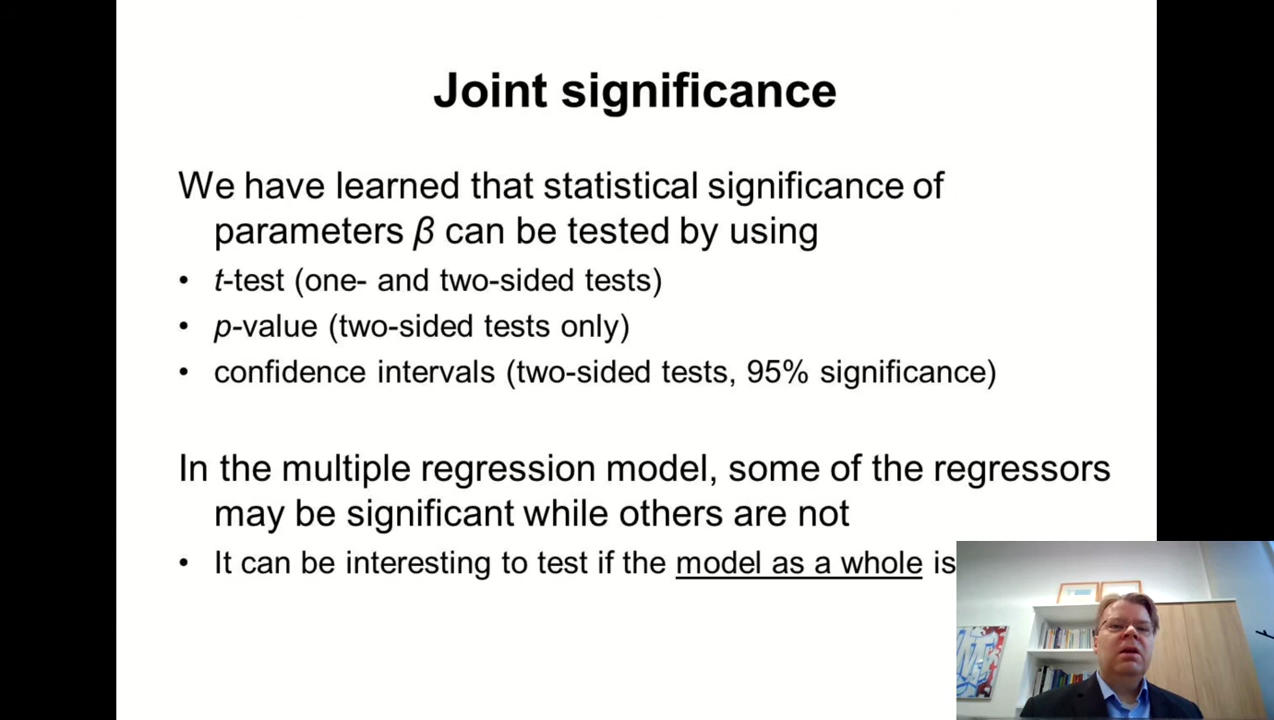 Joint significance
We have learned that statistical significance of
parameters β can be tested by using
• t-test (one- and two-sided tests)
• p-value (two-sided tests only)
• confidence intervals (two-sided tests, 95% significance)
In the multiple regression model, some of the regressors
may be significant while others are not
• It can be interesting to test if the model as a whole is